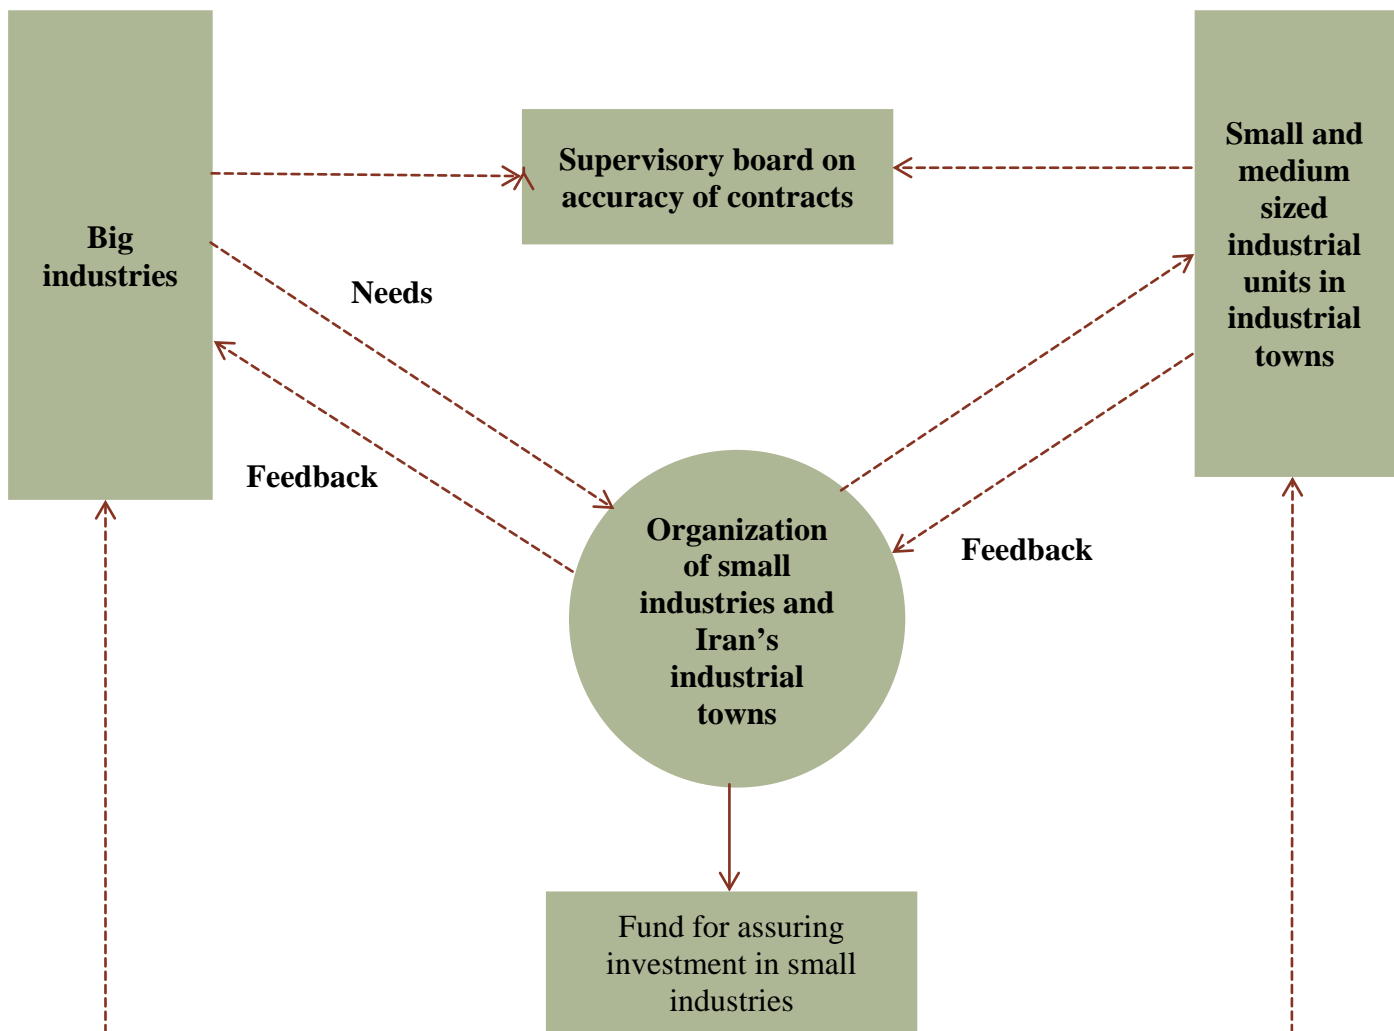 Big
industries
Supervisory board on
accuracy of contracts
Small and
medium
sized
industrial
units in
industrial
towns
Needs
Feedback
Organization
of small
industries and
Iran’s
industrial
towns
Feedback
Fund for assuring
investment in small
industries